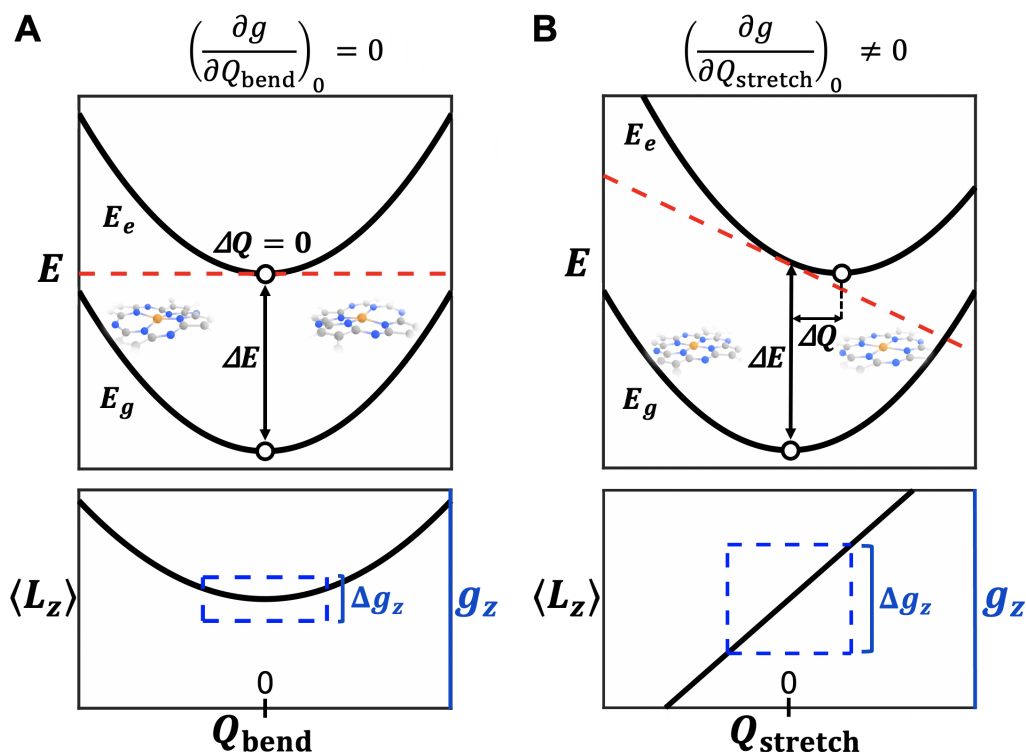 A
(∂g/∂Q_bend)_0 = 0
E_e
ΔQ = 0
E
ΔE
E_g
⟨L_z⟩
Δg_z
g_z
0
Q_bend
B
(∂g/∂Q_stretch)_0 ≠ 0
E_e
E
ΔQ
ΔE
E_g
⟨L_z⟩
Δg_z
g_z
0
Q_stretch